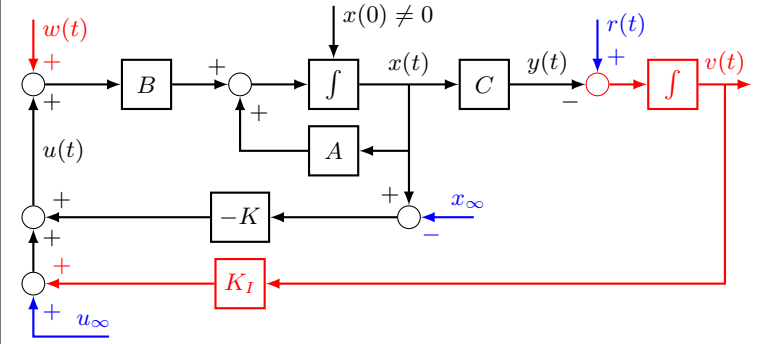 w(t)
x(0) ≠ 0
r(t)
+
+
+
x(t)
y(t)
v(t)
B
∫
C
∫
+
+
−
u(t)
A
+
+
x∞
−K
+
−
+
K_I
+
u∞